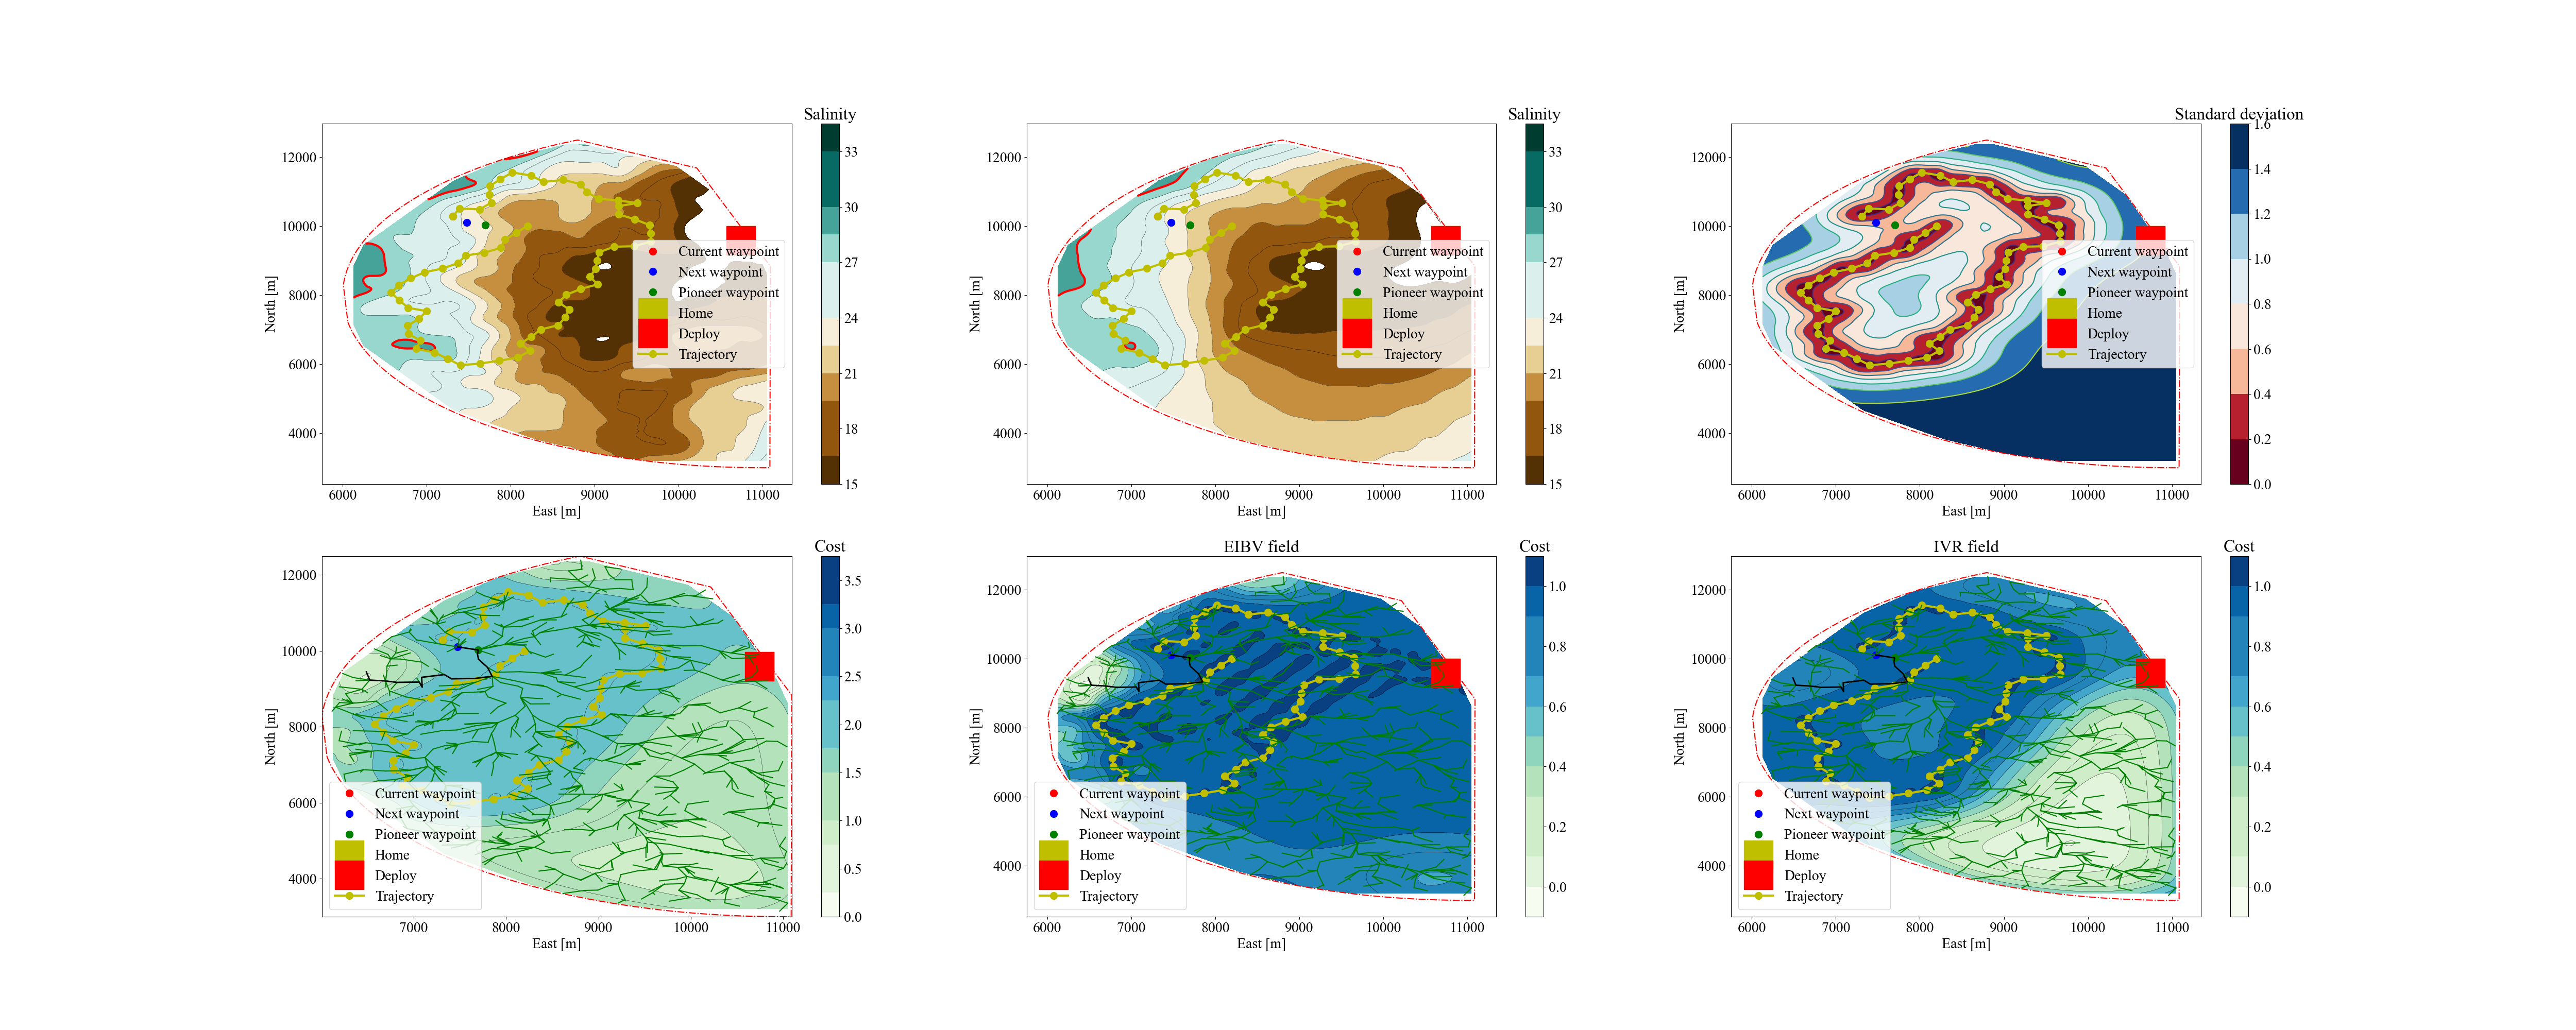 Salinity
12000
10000
8000
6000
4000
North [m]
6000 7000 8000 9000 10000 11000
East [m]
33
30
27
24
21
18
15
Current waypoint
Next waypoint
Pioneer waypoint
Home
Deploy
Trajectory
Salinity
12000
10000
8000
6000
4000
North [m]
6000 7000 8000 9000 10000 11000
East [m]
33
30
27
24
21
18
15
Current waypoint
Next waypoint
Pioneer waypoint
Home
Deploy
Trajectory
Standard deviation
12000
10000
8000
6000
4000
North [m]
6000 7000 8000 9000 10000 11000
East [m]
1.6
1.4
1.2
1.0
0.8
0.6
0.4
0.2
0.0
Current waypoint
Next waypoint
Pioneer waypoint
Home
Deploy
Trajectory
Cost
12000
10000
8000
6000
4000
North [m]
7000 8000 9000 10000 11000
East [m]
3.5
3.0
2.5
2.0
1.5
1.0
0.5
0.0
Current waypoint
Next waypoint
Pioneer waypoint
Home
Deploy
Trajectory
EIBV field
Cost
12000
10000
8000
6000
4000
North [m]
6000 7000 8000 9000 10000 11000
East [m]
1.0
0.8
0.6
0.4
0.2
0.0
Current waypoint
Next waypoint
Pioneer waypoint
Home
Deploy
Trajectory
IVR field
Cost
12000
10000
8000
6000
4000
North [m]
6000 7000 8000 9000 10000 11000
East [m]
1.0
0.8
0.6
0.4
0.2
0.0
Current waypoint
Next waypoint
Pioneer waypoint
Home
Deploy
Trajectory